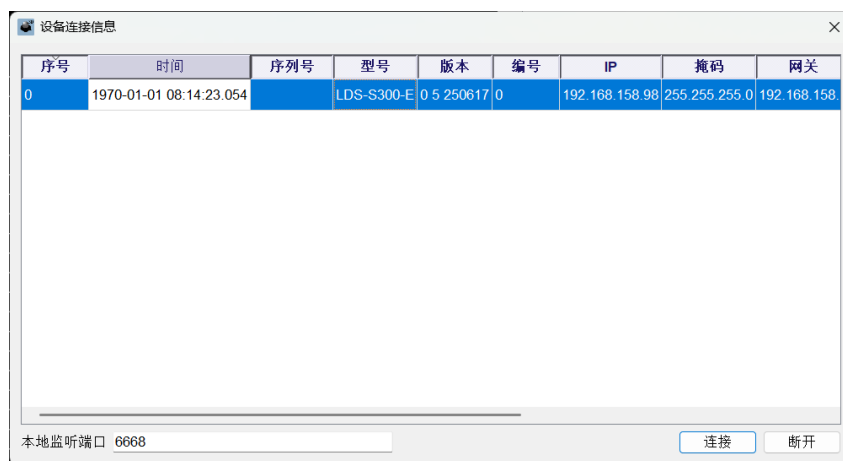 设备连接信息
序号 时间 序列号 型号 版本 编号 IP 掩码 网关
0 1970-01-01 08:14:23.054 LDS-S300-E 0 5 250617 0 192.168.158.98 255.255.255.0 192.168.158.
本地监听端口 6668 连接 断开